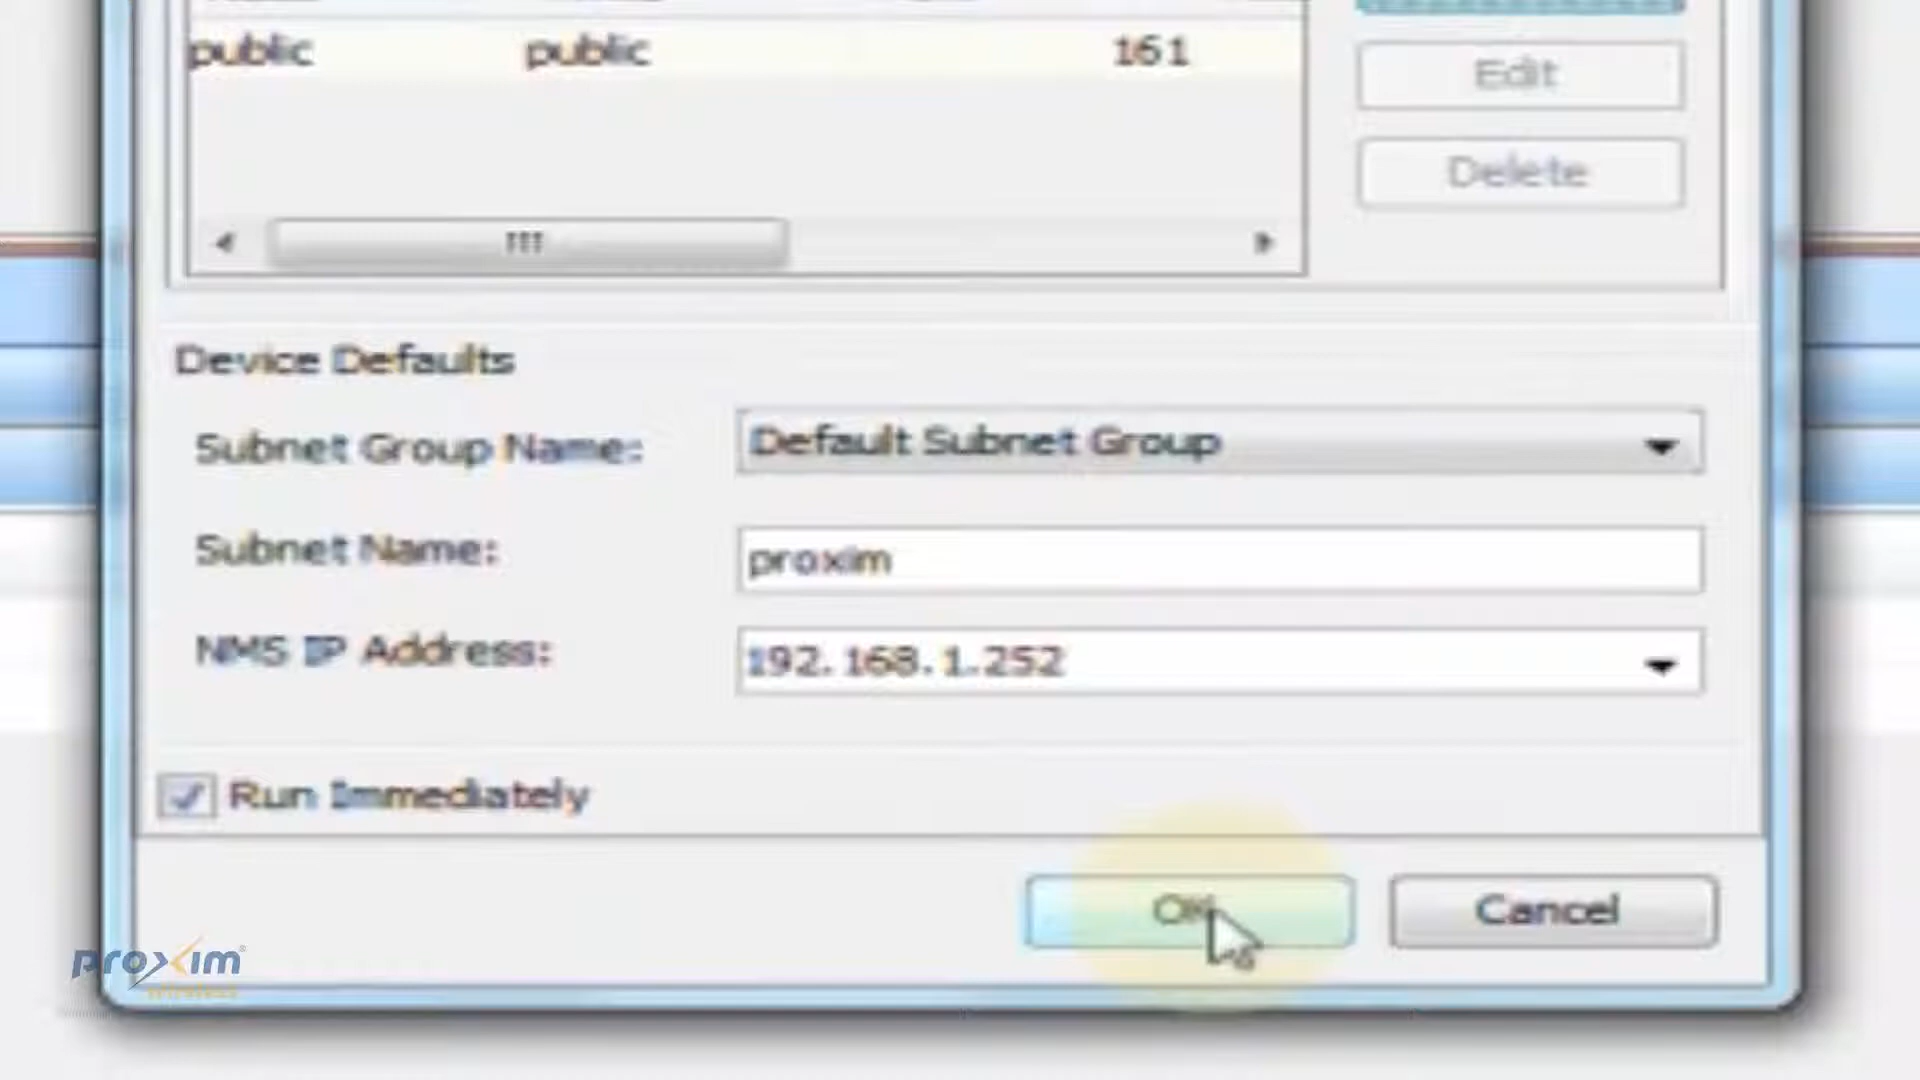 public public 161
Edit
Delete
Device Defaults
Subnet Group Name: Default Subnet Group
Subnet Name: proxim
NMS IP Address: 192.168.1.252
Run Immediately
OK Cancel
proxim®
wireless